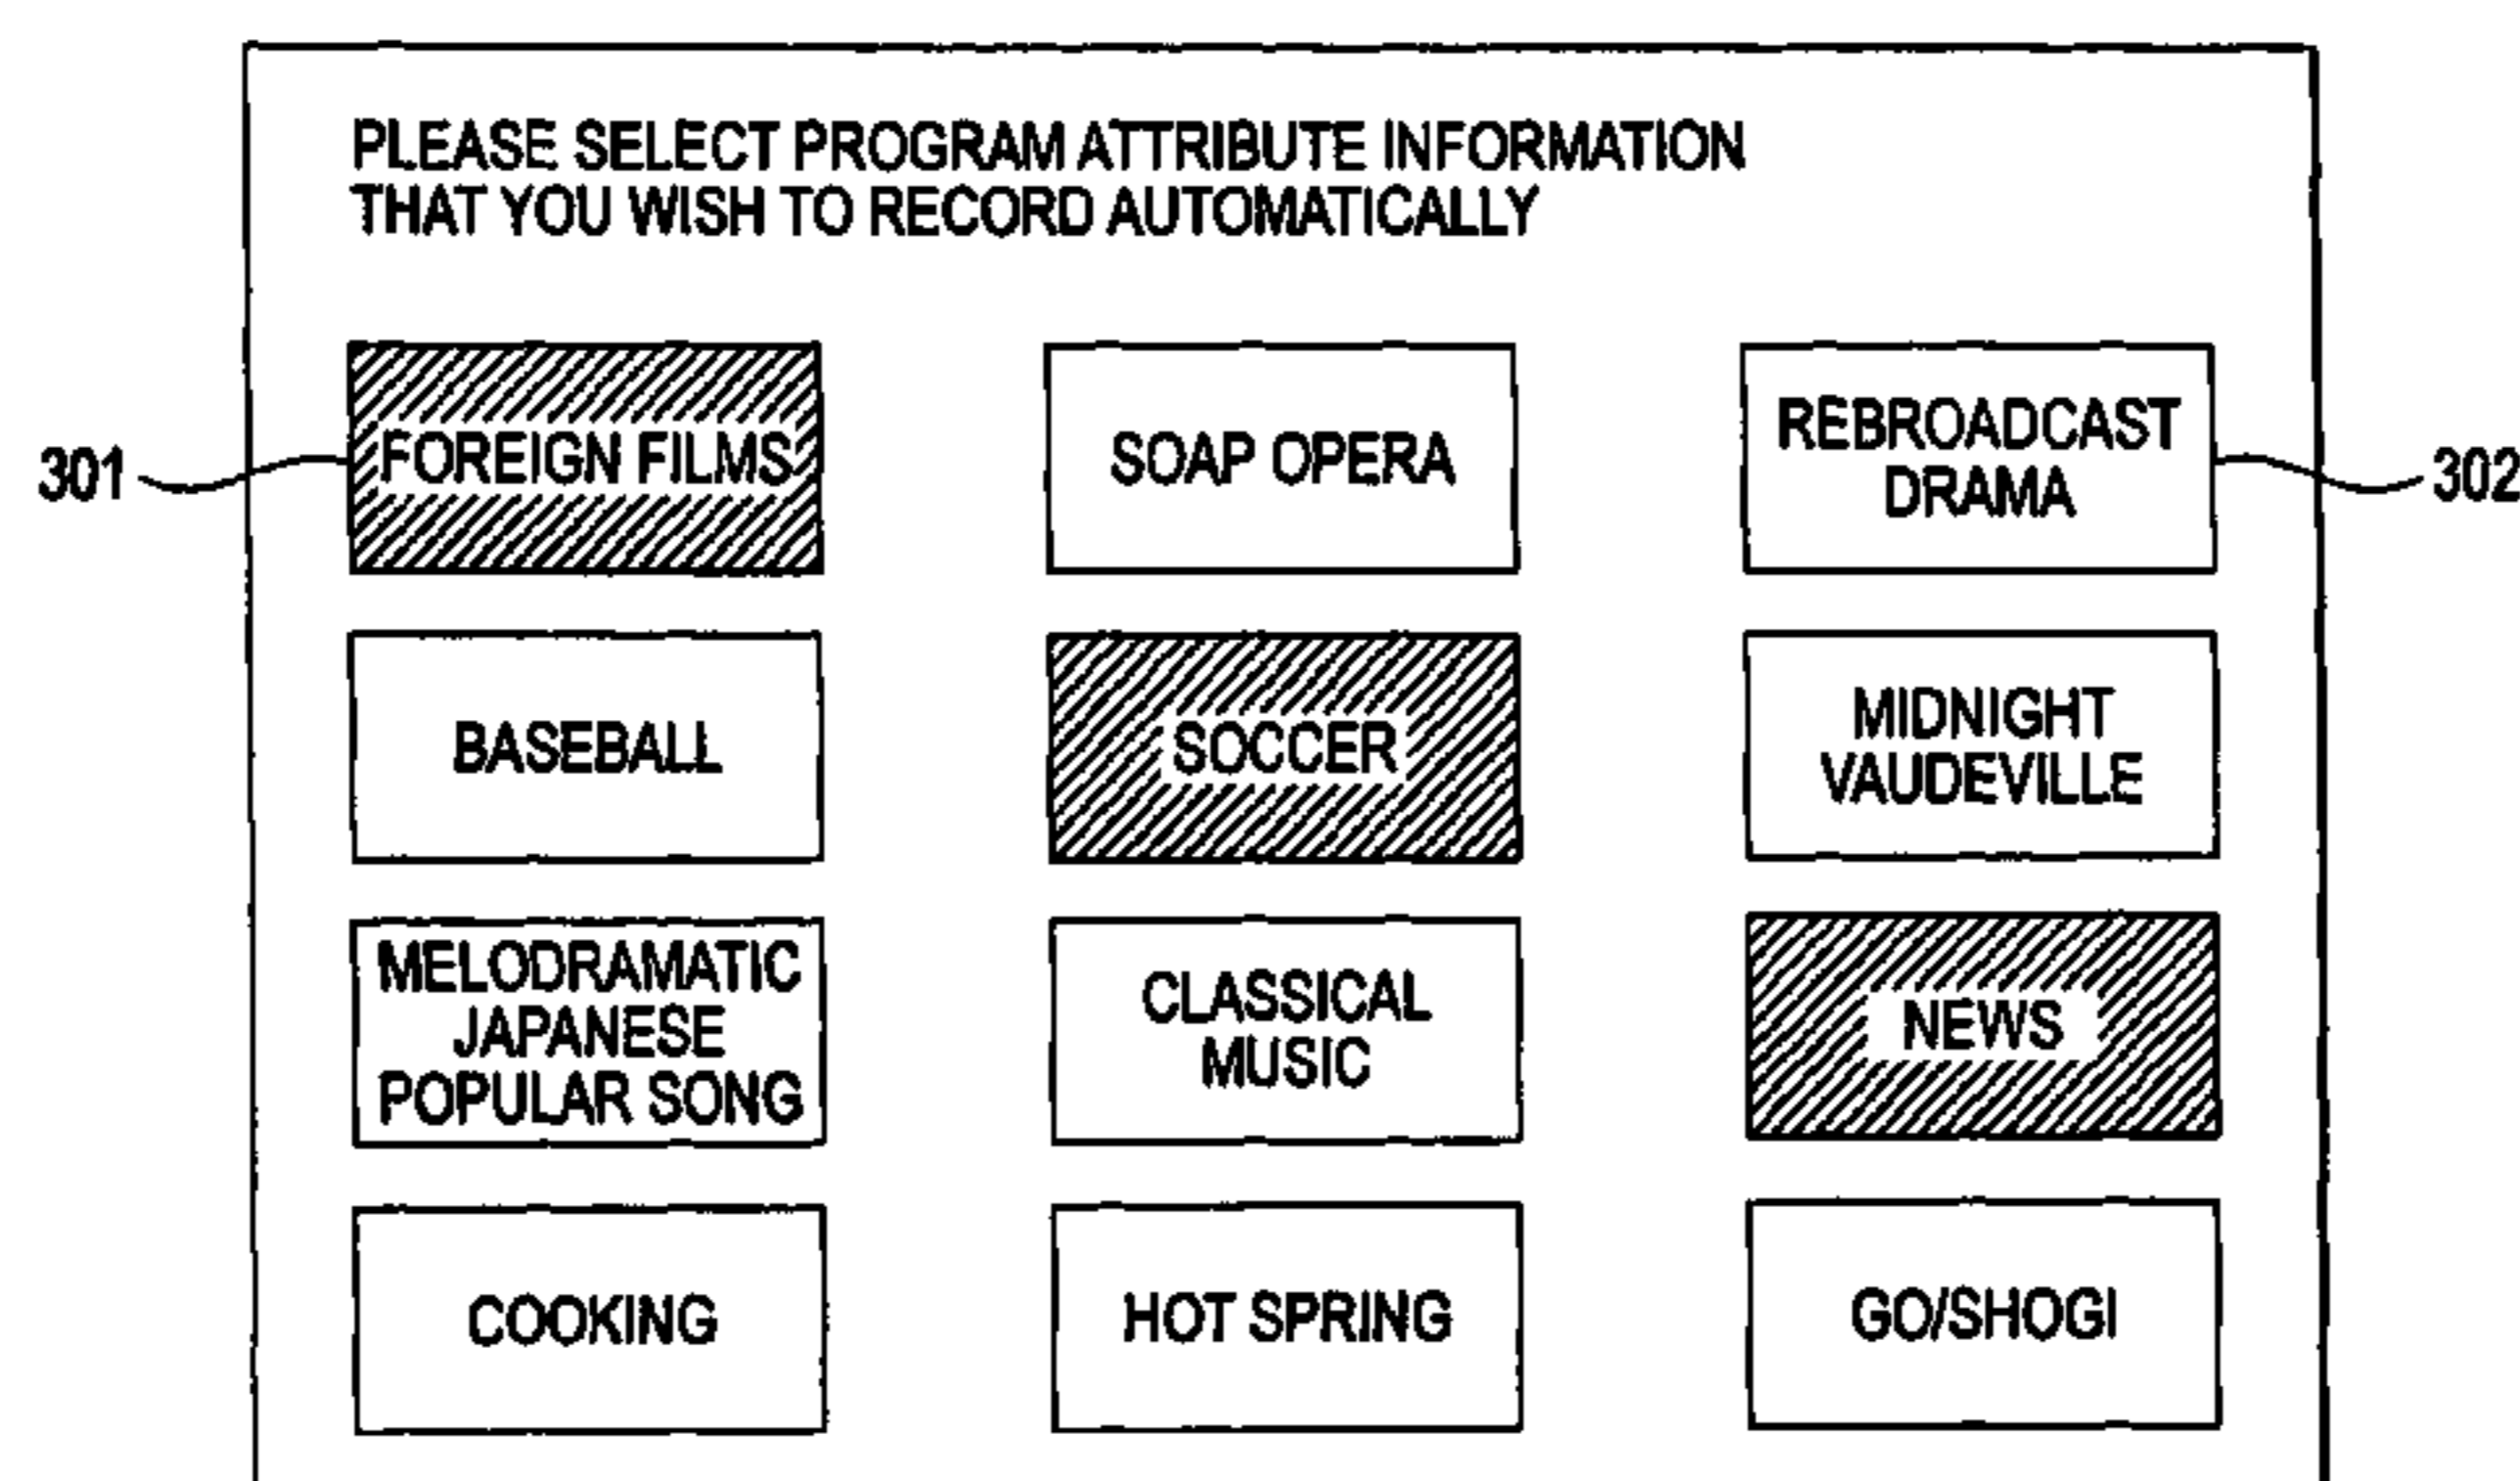 PLEASE SELECT PROGRAM ATTRIBUTE INFORMATION
THAT YOU WISH TO RECORD AUTOMATICALLY
301
FOREIGN FILMS
SOAP OPERA
REBROADCAST
DRAMA
302
BASEBALL
SOCCER
MIDNIGHT
VAUDEVILLE
MELODRAMATIC
JAPANESE
POPULAR SONG
CLASSICAL
MUSIC
NEWS
COOKING
HOT SPRING
GO/SHOGI